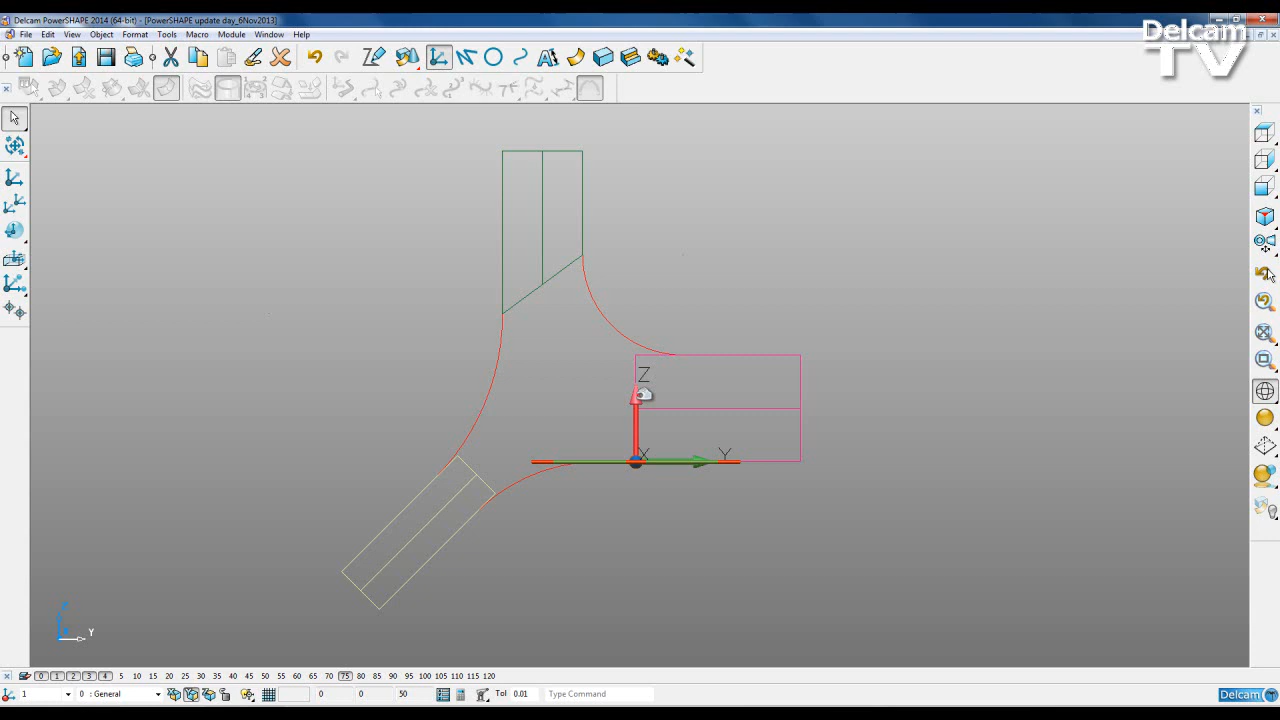 Delcam PowerSHAPE 2014 (64-bit) - [PowerSHAPE update day_6Nov2013]
Delcam
TV
File Edit View Object Format Tools Macro Module Window Help
Z
X
Y
Y
0 1 2 3 4 5 10 15 20 25 30 35 40 45 50 55 60 65 70 75 80 85 90 95 100 105 110 115 120
1 0 : General 0 0 50 Tol 0.01 Type Command Delcam